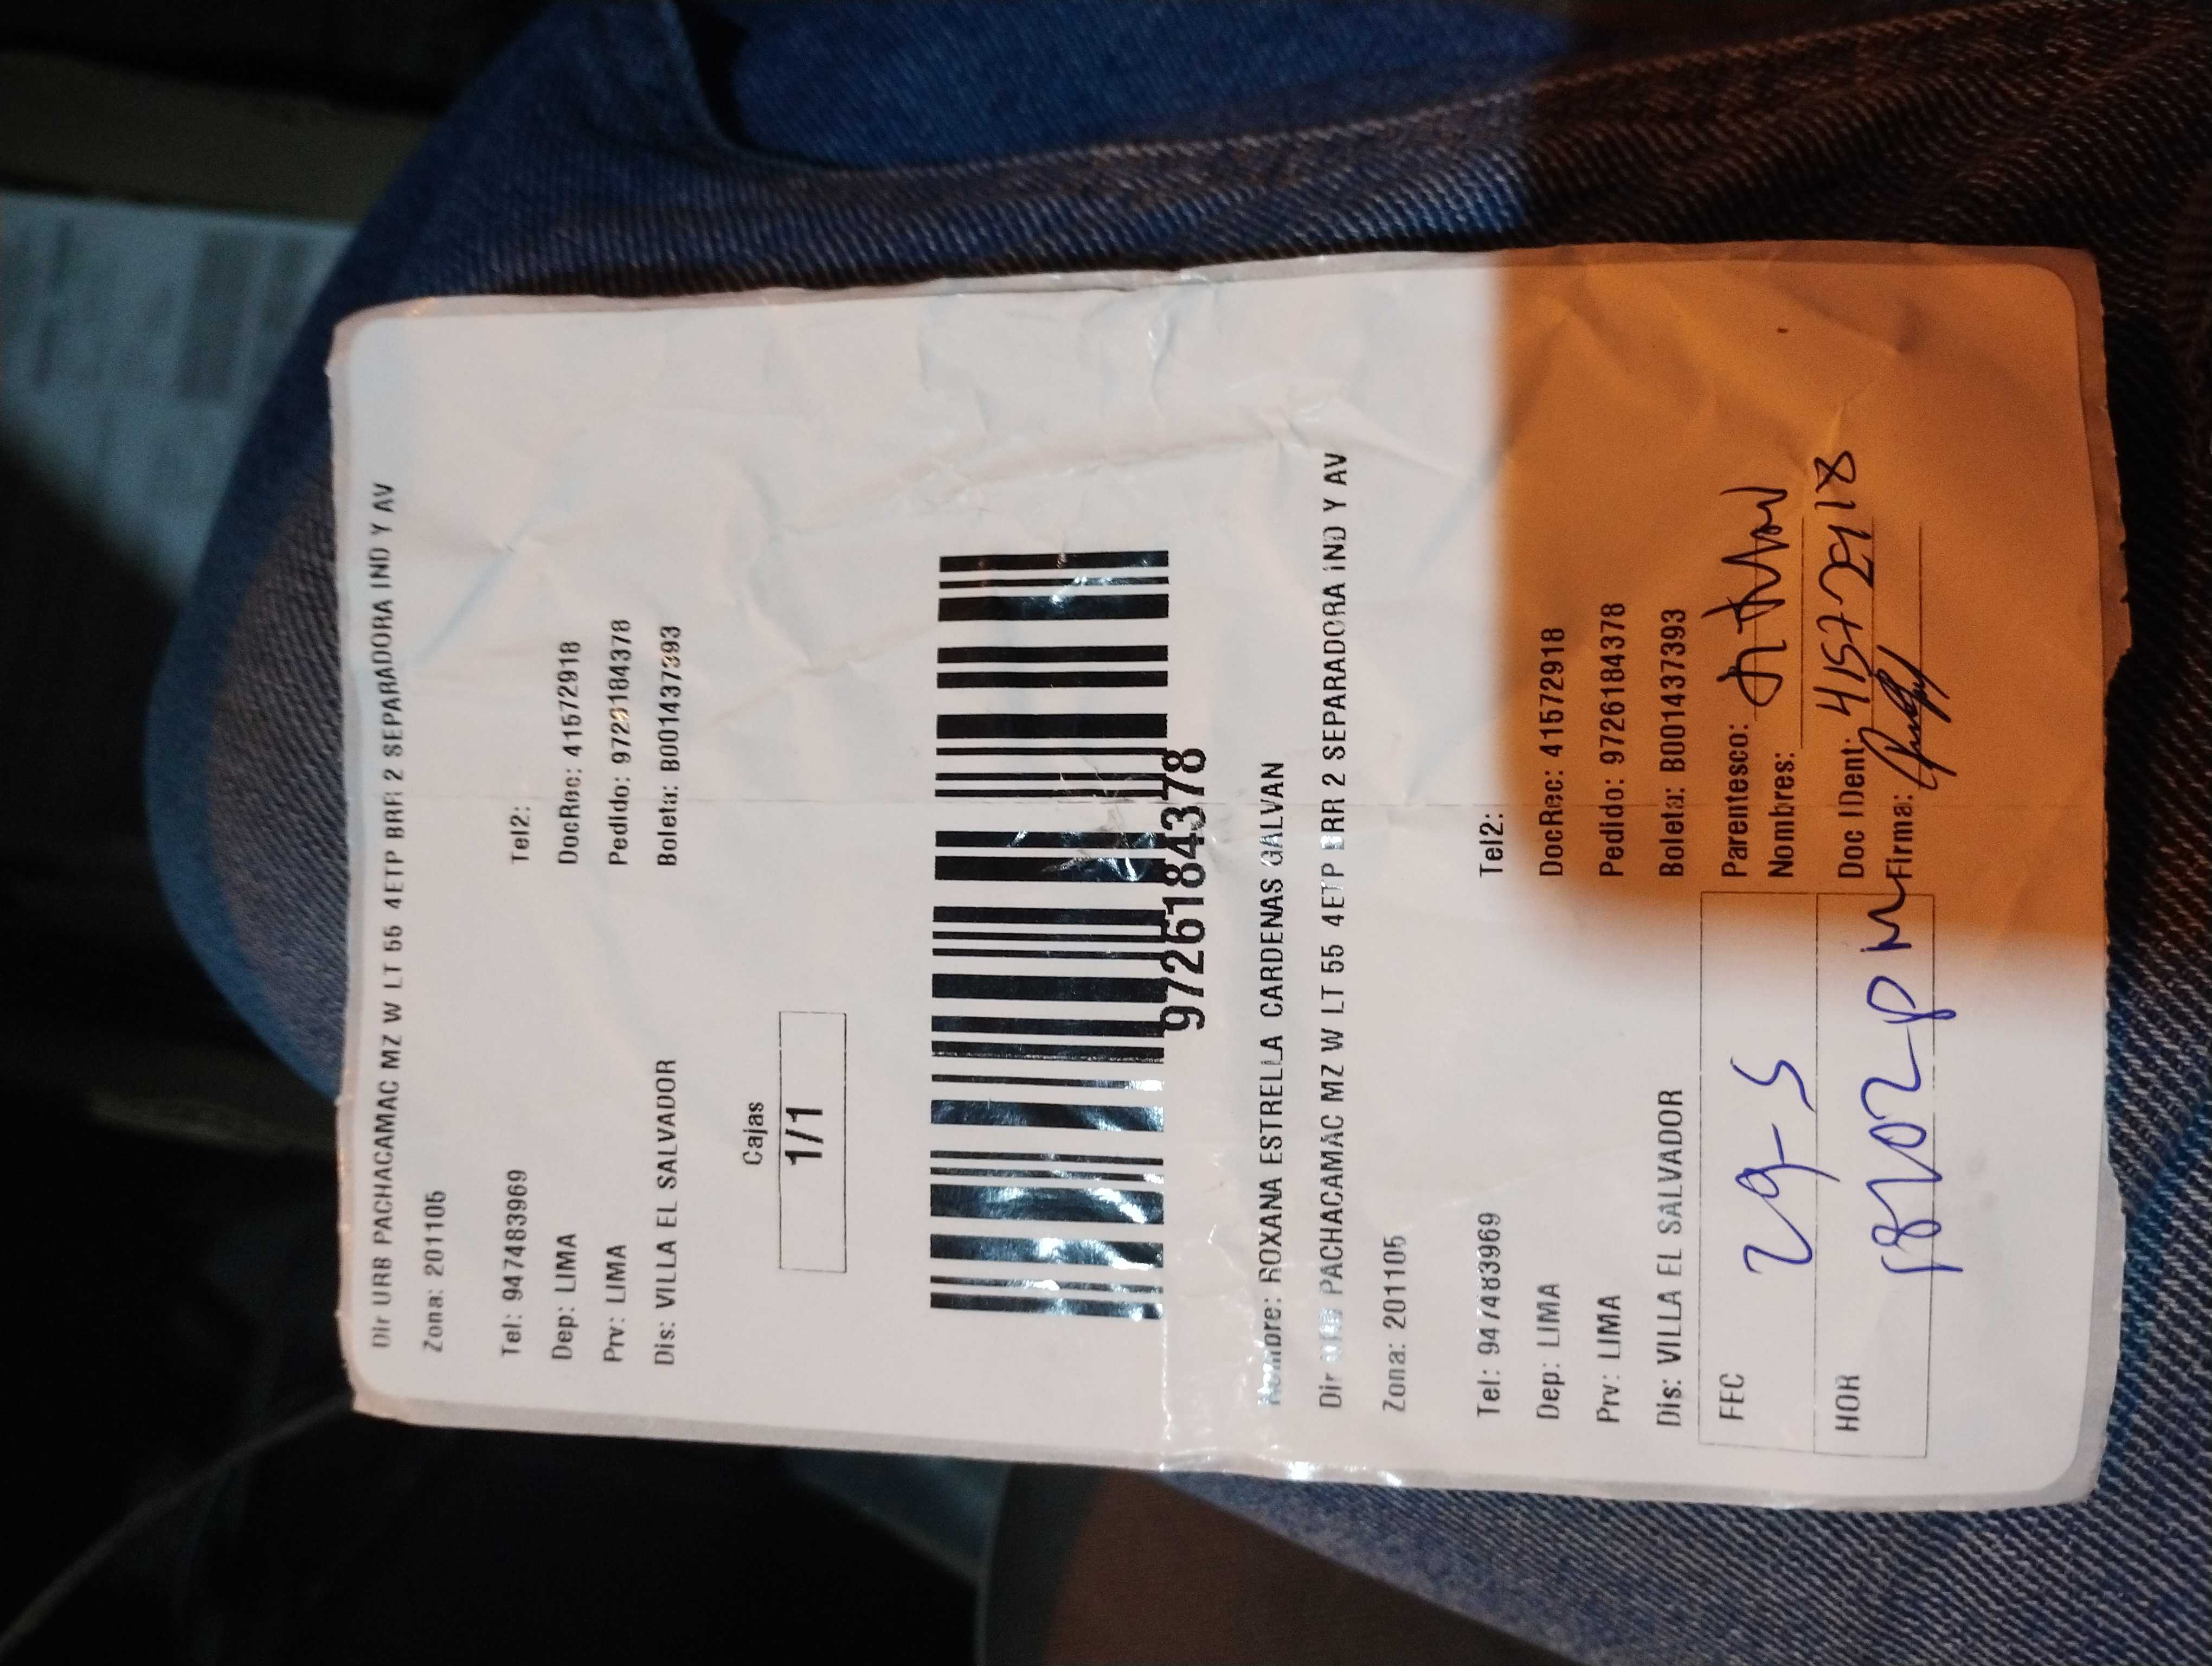 Dir URB PACHACAMAC MZ W LT 55 4ETP BRR 2 SEPARADORA IND Y AV
Zona: 201105
Tel: 947483969 Tel2:
Dep: LIMA DocRec: 41572918
Prv: LIMA Pedido: 9726184378
Dis: VILLA EL SALVADOR Boleta: B001437393
Cajas
1/1
9726184378
Nombre: ROXANA ESTRELLA CARDENAS GALVAN
Dir URB PACHACAMAC MZ W LT 55 4ETP BRR 2 SEPARADORA IND Y AV
Zona: 201105
Tel: 947483969 Tel2:
Dep: LIMA DocRec: 41572918
Prv: LIMA Pedido: 9726184378
Dis: VILLA EL SALVADOR Boleta: B001437393
FEC 29-5 Parentesco:
Nombres:
HOR Doc IDent: 41572918
Firma: